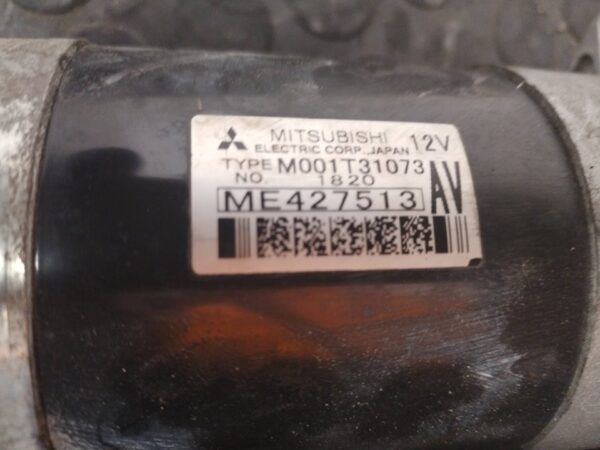 MITSUBISHI 12V
ELECTRIC CORP., JAPAN
TYPE M001T31073
NO. 1820
ME427513 AV